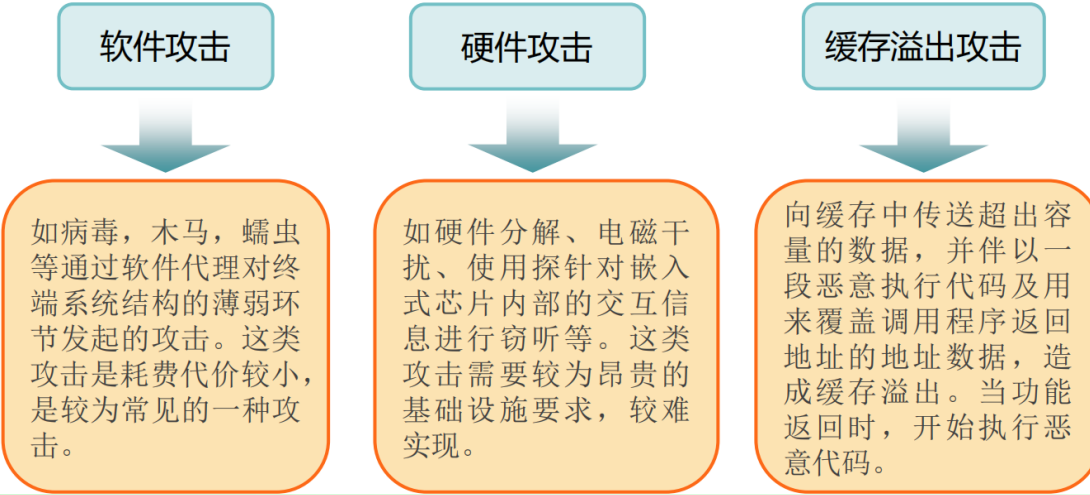 软件攻击
如病毒，木马，蠕虫
等通过软件代理对终
端系统结构的薄弱环
节发起的攻击。这类
攻击是耗费代价较小，
是较为常见的一种攻
击。
硬件攻击
如硬件分解、电磁干
扰、使用探针对嵌入
式芯片内部的交互信
息进行窃听等。这类
攻击需要较为昂贵的
基础设施要求，较难
实现。
缓存溢出攻击
向缓存中传送超出容
量的数据，并伴以一
段恶意执行代码及用
来覆盖调用程序返回
地址的地址数据，造
成缓存溢出。当功能
返回时，开始执行恶
意代码。